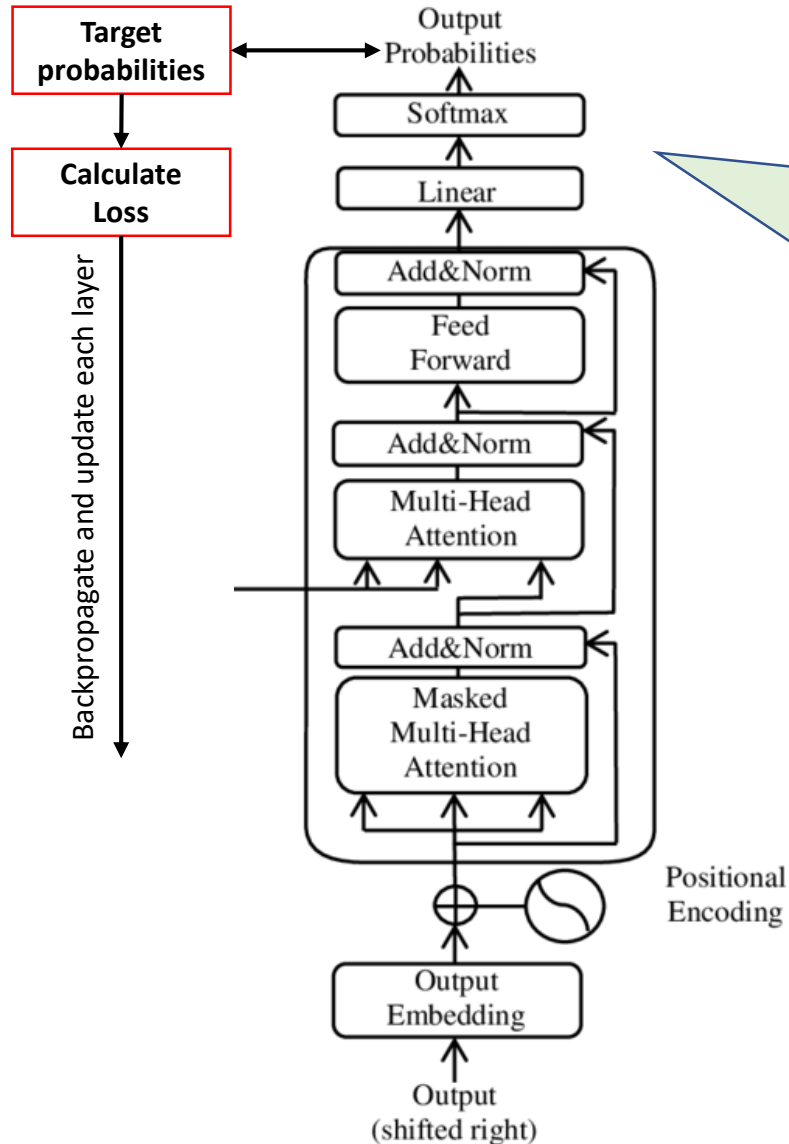 Target
probabilities
Output
Probabilities
Softmax
Calculate
Loss
Linear
Backpropagate and update each layer
Add&Norm
Feed
Forward
Add&Norm
Multi-Head
Attention
Add&Norm
Masked
Multi-Head
Attention
Positional
Encoding
Output
Embedding
Output
(shifted right)